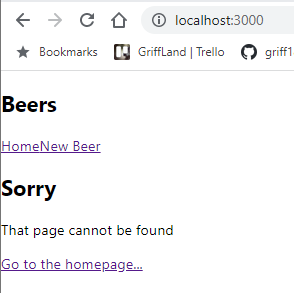 localhost:3000
Bookmarks
GriffLand | Trello
griff1
Beers
HomeNew Beer
Sorry
That page cannot be found
Go to the homepage...